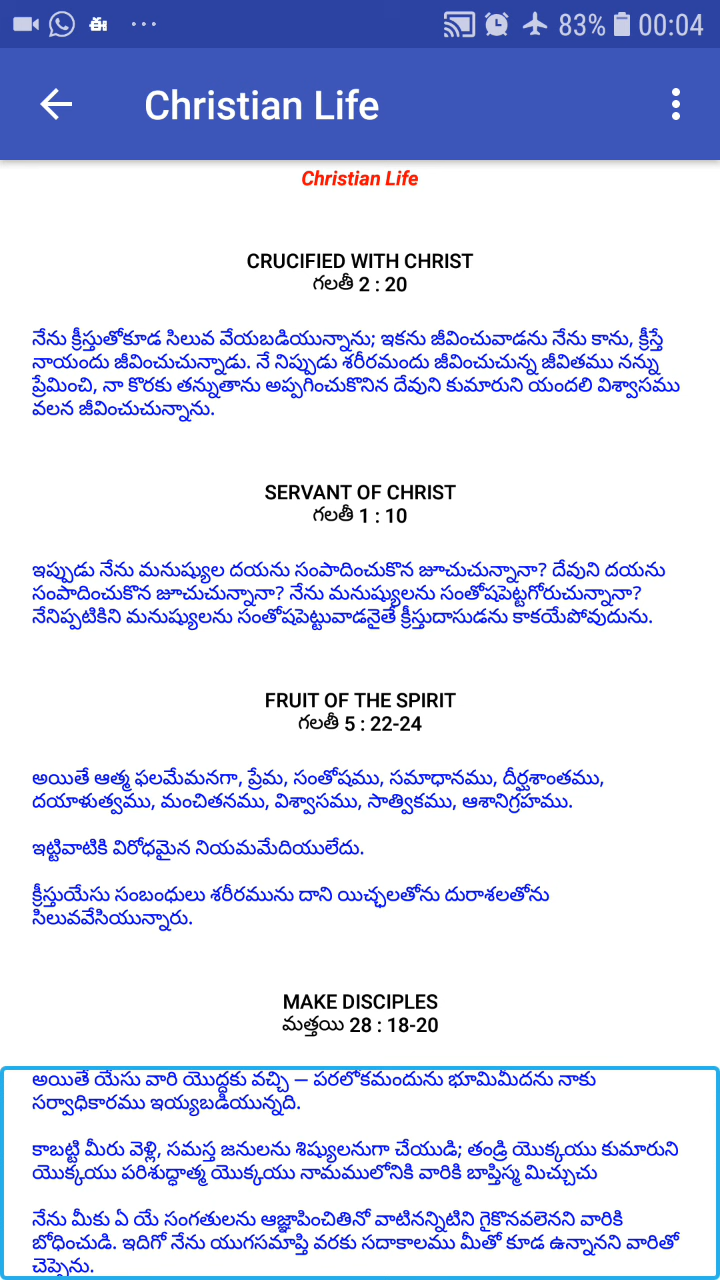 83% 00:04
Christian Life
Christian Life
CRUCIFIED WITH CHRIST
గలతీ 2 : 20
నేను క్రీస్తుతోకూడ సిలువ వేయబడియున్నాను; ఇకను జీవించువాడను నేను కాను, క్రీస్తే
నాయందు జీవించుచున్నాడు. నే నిప్పుడు శరీరమందు జీవించుచున్న జీవితము నన్ను
ప్రేమించి, నా కొరకు తన్నుతాను అప్పగించుకొనిన దేవుని కుమారుని యందలి విశ్వాసము
వలన జీవించుచున్నాను.
SERVANT OF CHRIST
గలతీ 1 : 10
ఇప్పుడు నేను మనుష్యుల దయను సంపాదించుకొన జూచుచున్నానా? దేవుని దయను
సంపాదించుకొన జూచుచున్నానా? నేను మనుష్యులను సంతోషపెట్టగోరుచున్నానా?
నేనిప్పటికిని మనుష్యులను సంతోషపెట్టువాడనైతే క్రీస్తుదాసుడను కాకయేపోవుదును.
FRUIT OF THE SPIRIT
గలతీ 5 : 22-24
అయితే ఆత్మ ఫలమేమనగా, ప్రేమ, సంతోషము, సమాధానము, దీర్ఘశాంతము,
దయాళుత్వము, మంచితనము, విశ్వాసము, సాత్వికము, ఆశానిగ్రహము.
ఇట్టివాటికి విరోధమైన నియమమేదియులేదు.
క్రీస్తుయేసు సంబంధులు శరీరమును దాని యిచ్ఛలతోను దురాశలతోను
సిలువవేసియున్నారు.
MAKE DISCIPLES
మత్తయి 28 : 18-20
అయితే యేసు వారి యొద్దకు వచ్చి – పరలోకమందును భూమిమీదను నాకు
సర్వాధికారము ఇయ్యబడియున్నది.
కాబట్టి మీరు వెళ్లి, సమస్త జనులను శిష్యులనుగా చేయుడి; తండ్రి యొక్కయు కుమారుని
యొక్కయు పరిశుద్ధాత్మ యొక్కయు నామములోనికి వారికి బాప్తిస్మ మిచ్చుచు
నేను మీకు ఏ యే సంగతులను ఆజ్ఞాపించితినో వాటినన్నిటిని గైకొనవలెనని వారికి
బోధించుడి. ఇదిగో నేను యుగసమాప్తి వరకు సదాకాలము మీతో కూడ ఉన్నానని వారితో
చెప్పెను.